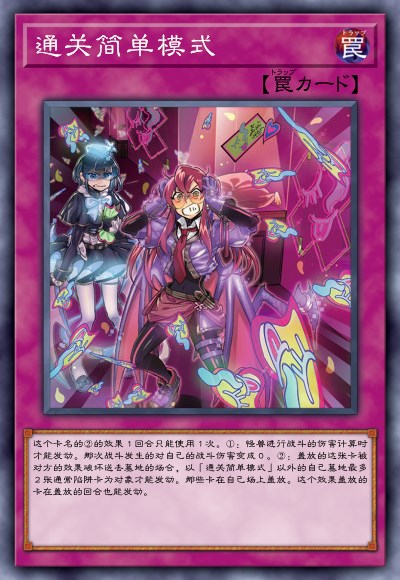 通关简单模式
トラップ
罠
トラップ
【罠カード】
这个卡名的②的效果1回合只能使用1次。①：怪兽进行战斗的伤害计算时
才能发动。那次战斗发生的对自己的战斗伤害变成0。②：盖放的这张卡被
对方的效果破坏送去墓地的场合，以「通关简单模式」以外的自己墓地最多
2张通常陷阱卡为对象才能发动。那些卡在自己场上盖放。这个效果盖放的
卡在盖放的回合也能发动。